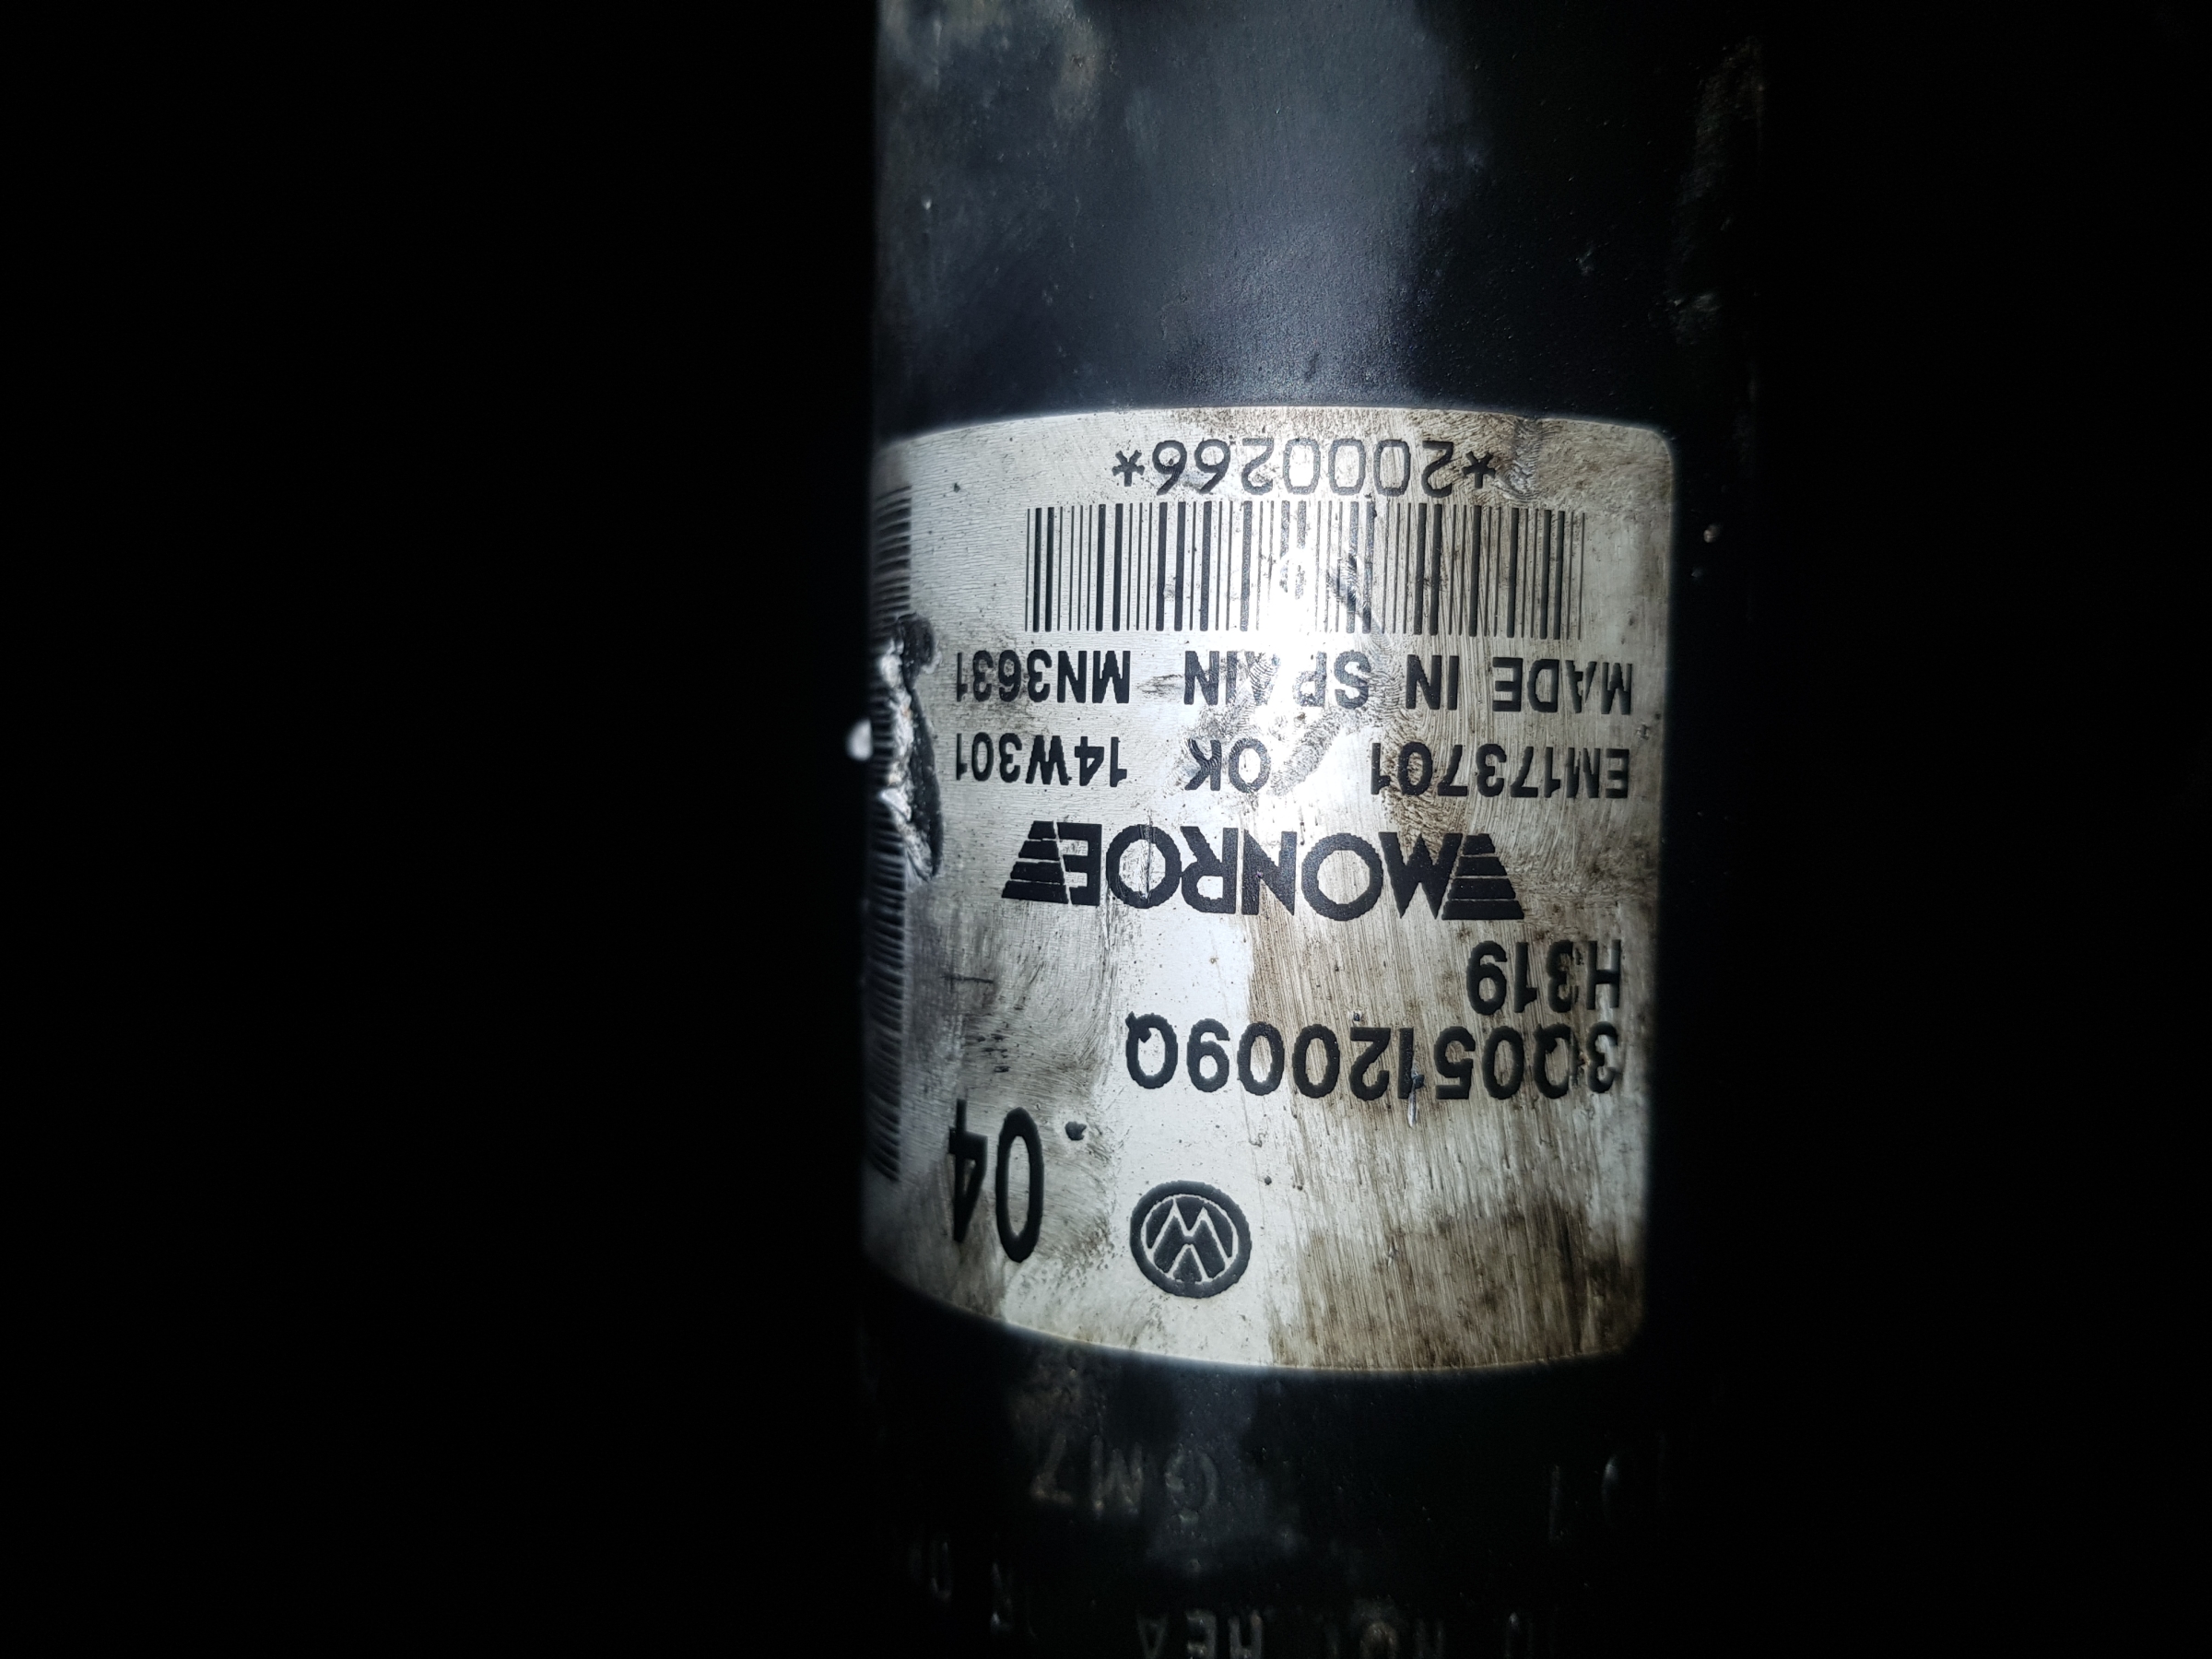 04
3Q0512009Q
H319
MONROE
EM173701 OK 14W301
MADE IN SPAIN MN3631
*2000266*